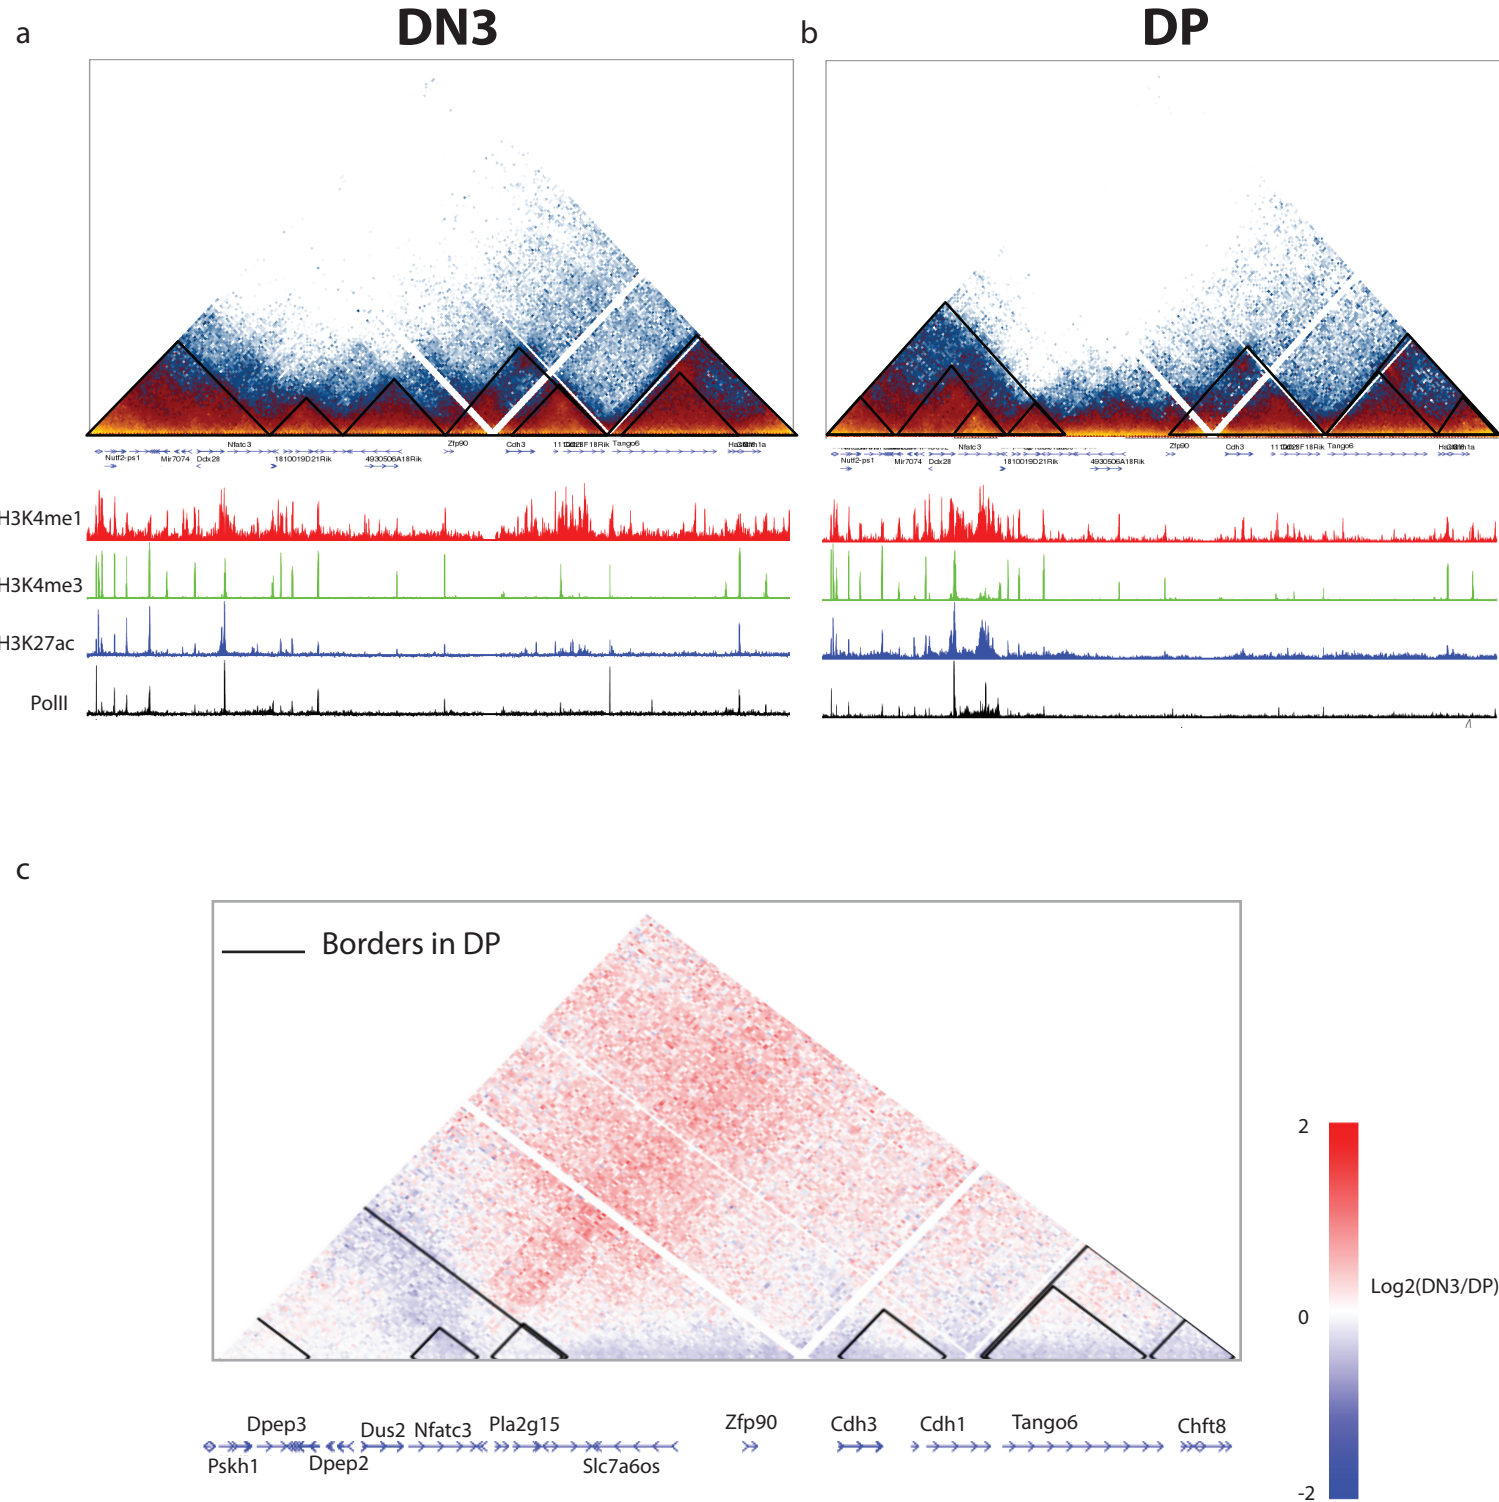 a
DN3
b
DP
Nfatc3
Zfp90
Cdh3
Tango6
Nutf2-ps1
Mir7074
Ddx28
1810019D21Rik
4930506A18Rik
Nfatc3
Zfp90
Cdh3
Tango6
Nutf2-ps1
Mir7074
Ddx28
1810019D21Rik
4930506A18Rik
H3K4me1
H3K4me3
H3K27ac
PolII
c
Borders in DP
2
0
-2
Log2(DN3/DP)
Dpep3
Dus2
Nfatc3
Pla2g15
Zfp90
Cdh3
Cdh1
Tango6
Chft8
Pskh1
Dpep2
Slc7a6os